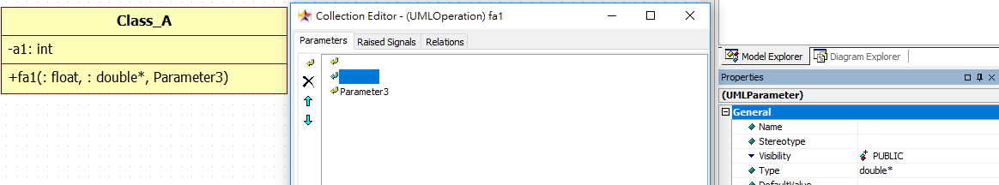 Class_A
-a1: int
+fa1(: float, : double*, Parameter3)
Collection Editor - (UMLOperation) fa1
Parameters Raised Signals Relations
Parameter3
Model Explorer Diagram Explorer
Properties
(UMLParameter)
General
Name
Stereotype
Visibility PUBLIC
Type double*
DefaultValue